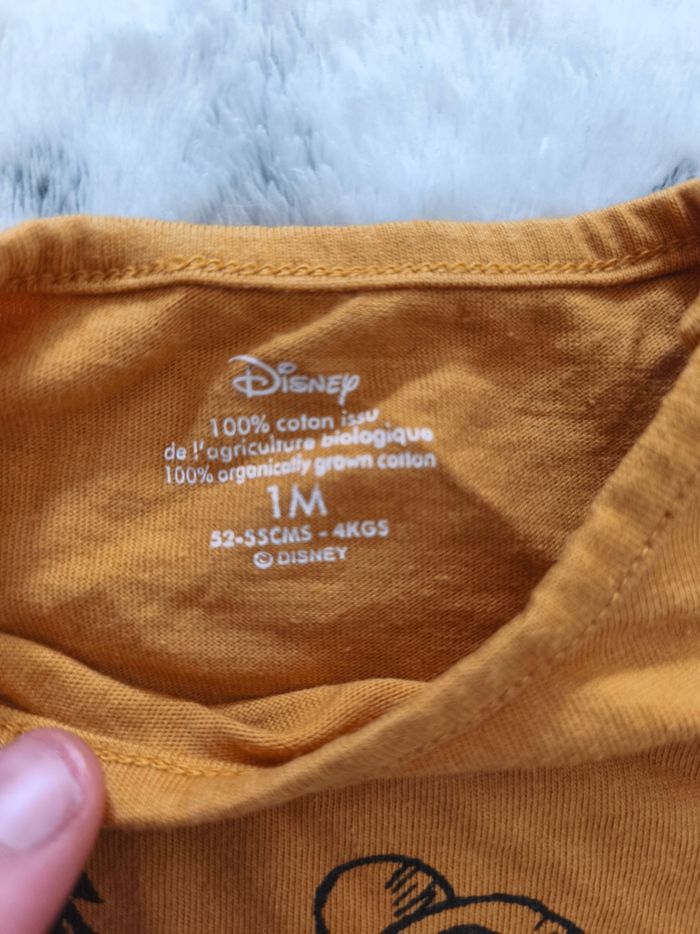 Disney
100% coton issu
de l'agriculture biologique
100% organically grown cotton
1M
52-55CMS - 4KGS
© DISNEY